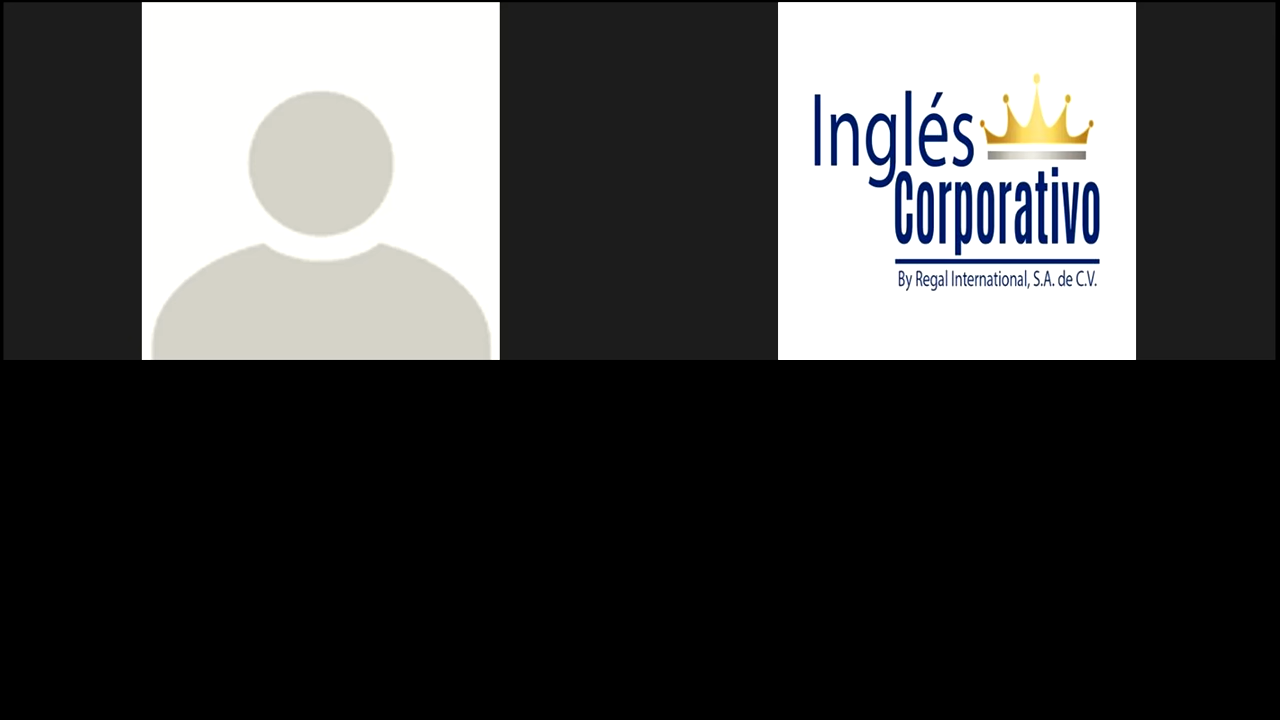 Inglés
Corporativo
By Regal International, S.A. de C.V.